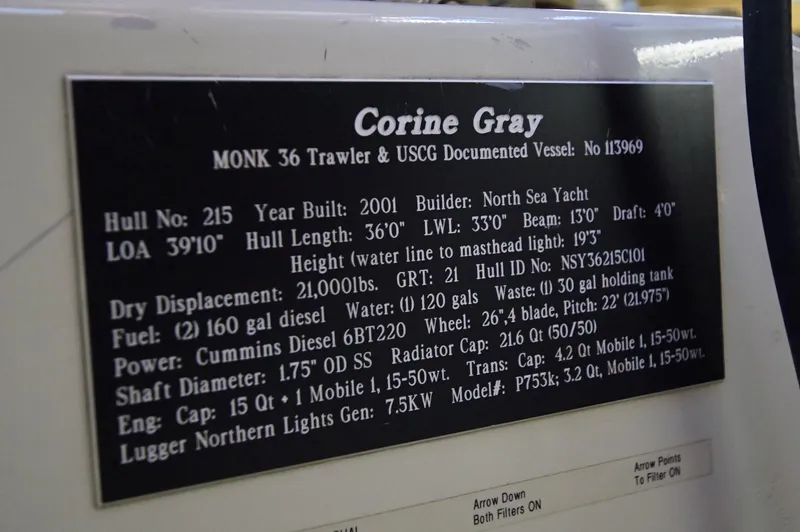 Corine Gray
MONK 36 Trawler & USCG Documented Vessel: No 113969
Hull No: 215 Year Built: 2001 Builder: North Sea Yacht
LOA 39'10" Hull Length: 36'0" LWL: 33'0" Beam: 13'0" Draft: 4'0"
Height (water line to masthead light): 19'3"
Dry Displacement: 21,000lbs. GRT: 21 Hull ID No: NSY36215C101
Fuel: (2) 160 gal diesel Water: (1) 120 gals Waste: (1) 30 gal holding tank
Power: Cummins Diesel 6BT220 Wheel: 26",4 blade, Pitch: 22' (21.975")
Shaft Diameter: 1.75" OD SS Radiator Cap: 21.6 Qt (50/50)
Eng: Cap: 15 Qt + 1 Mobile 1, 15-50wt. Trans: Cap: 4.2 Qt Mobile 1, 15-50wt.
Lugger Northern Lights Gen: 7.5KW Model#: P753k; 3.2 Qt, Mobile 1, 15-50wt.
Arrow Down
Both Filters ON
Arrow Points
To Filter ON